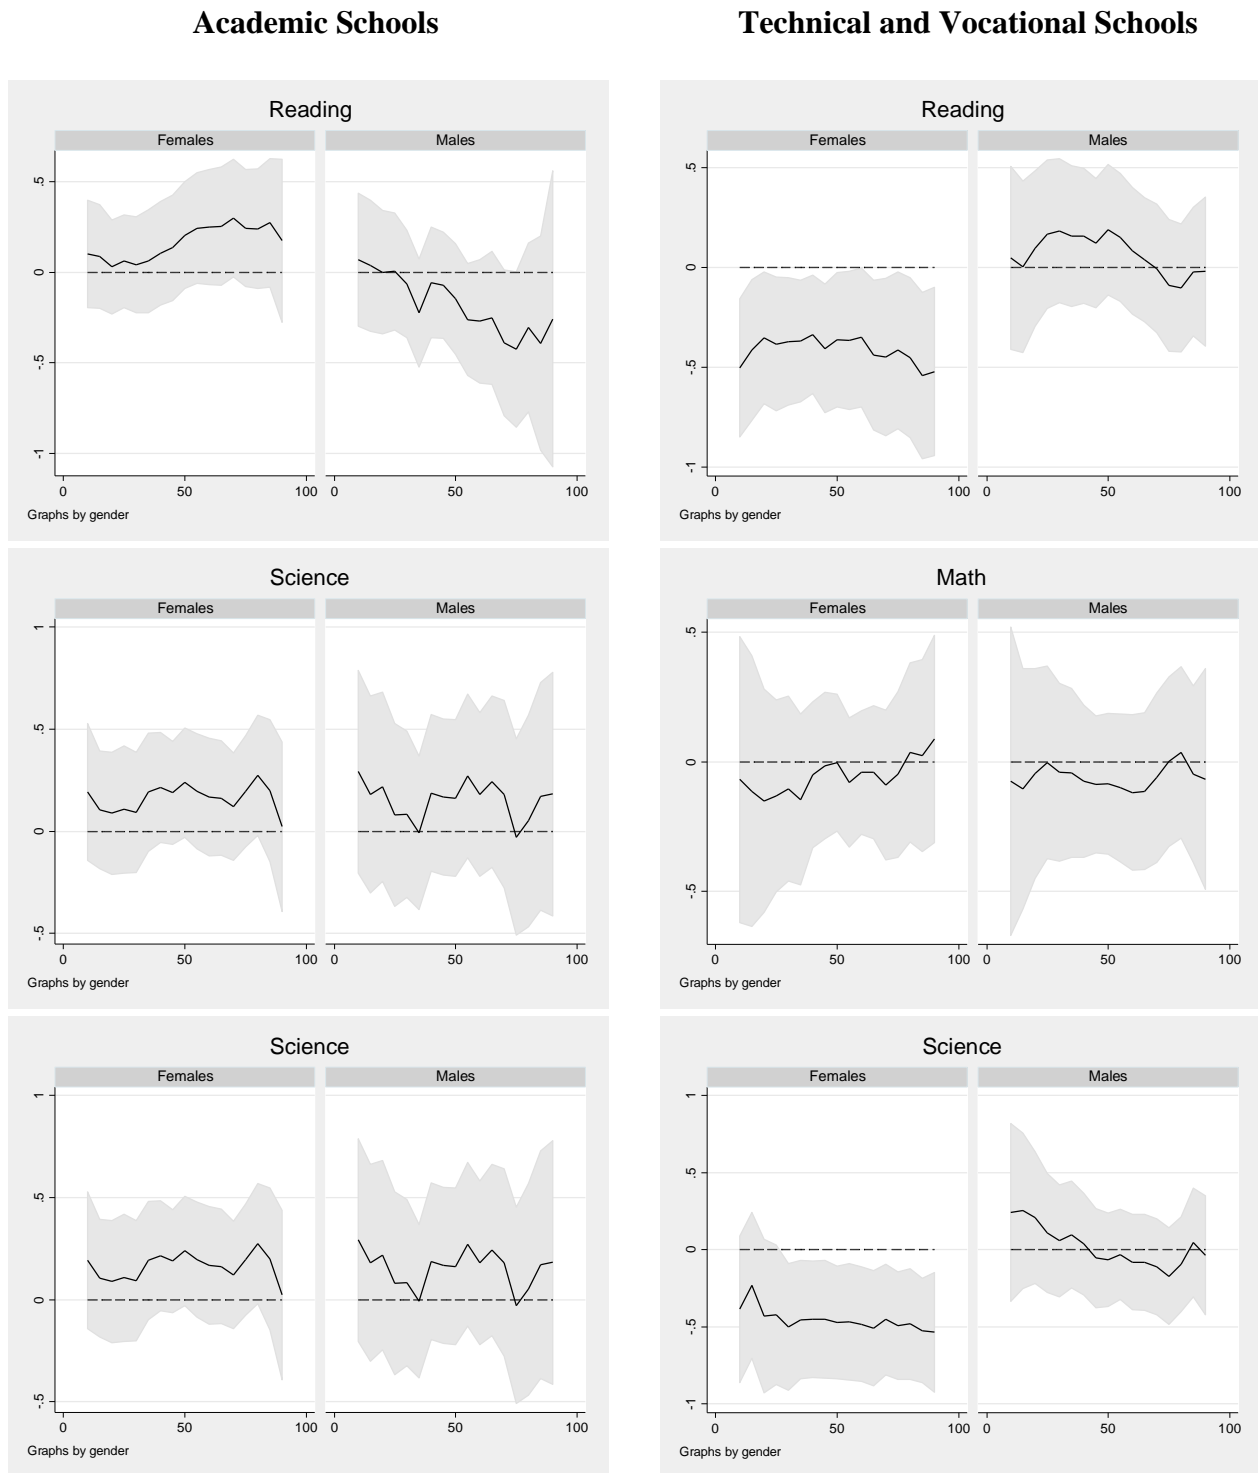 Academic Schools
Technical and Vocational Schools
Reading
Females
Males
.5
0
-.5
-1
0 50 100 0 50 100
Graphs by gender
Reading
Females
Males
.5
0
-.5
-1
0 50 100 0 50 100
Graphs by gender
Science
Females
Males
1
.5
0
-.5
0 50 100 0 50 100
Graphs by gender
Math
Females
Males
.5
0
-.5
0 50 100 0 50 100
Graphs by gender
Science
Females
Males
1
.5
0
-.5
0 50 100 0 50 100
Graphs by gender
Science
Females
Males
1
.5
0
-.5
-1
0 50 100 0 50 100
Graphs by gender